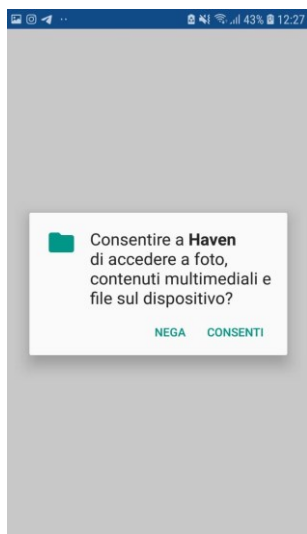 43% 12:27
Consentire a Haven
di accedere a foto,
contenuti multimediali e
file sul dispositivo?
NEGA CONSENTI